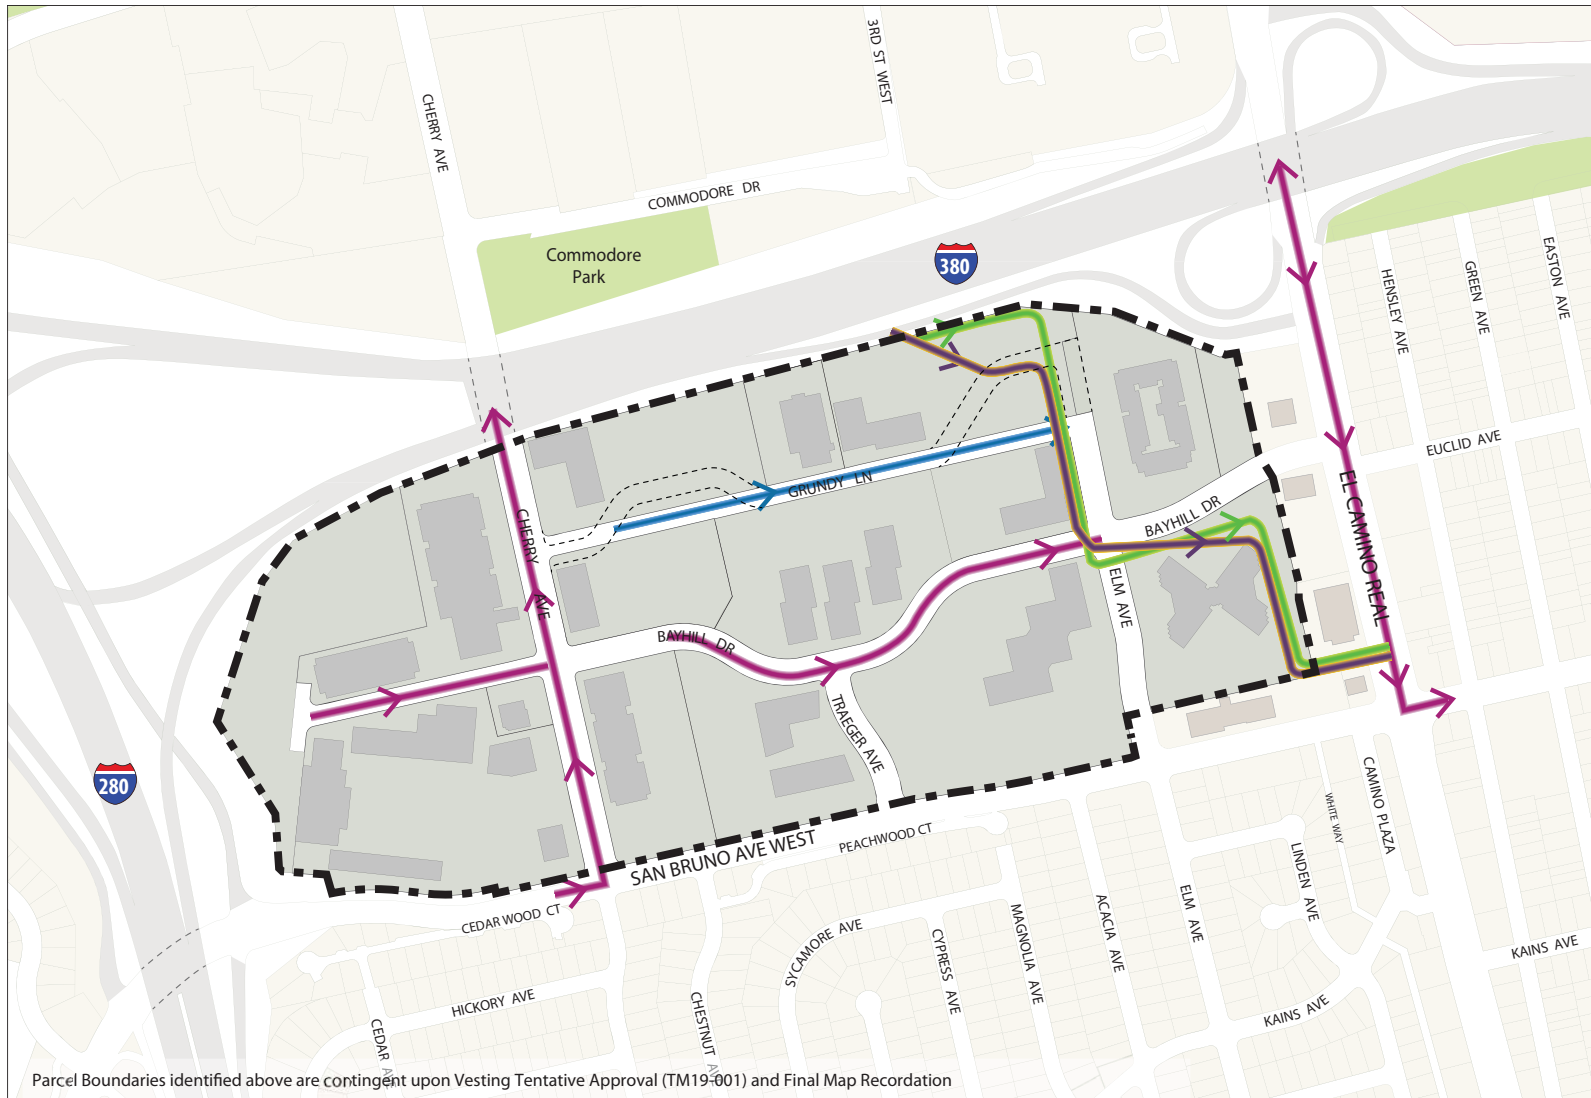 3RD ST WEST
CHERRY AVE
COMMODORE DR
Commodore
Park
380
HENSLEY AVE
GREEN AVE
EASTON AVE
EUCLID AVE
GRUNDY LN
BAYHILL DR
EL CAMINO REAL
CHERRY AVE
ELM AVE
BAYHILL DR
TRAEGER AVE
280
CAMINO PLAZA
WHITE WAY
SAN BRUNO AVE WEST
PEACHWOOD CT
CEDAR WOOD CT
LINDEN AVE
ELM AVE
ACACIA AVE
MAGNOLIA AVE
CYPRESS AVE
SYCAMORE AVE
KAINS AVE
HICKORY AVE
CHESTNUT AVE
KAINS AVE
CEDAR AVE
Parcel Boundaries identified above are contingent upon Vesting Tentative Approval (TM19-001) and Final Map Recordation